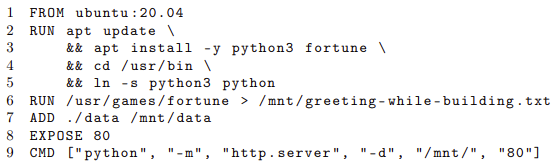 1 FROM ubuntu:20.04
2 RUN apt update \
3 && apt install -y python3 fortune \
4 && cd /usr/bin \
5 && ln -s python3 python
6 RUN /usr/games/fortune > /mnt/greeting-while-building.txt
7 ADD ./data /mnt/data
8 EXPOSE 80
9 CMD ["python", "-m", "http.server", "-d", "/mnt/", "80"]